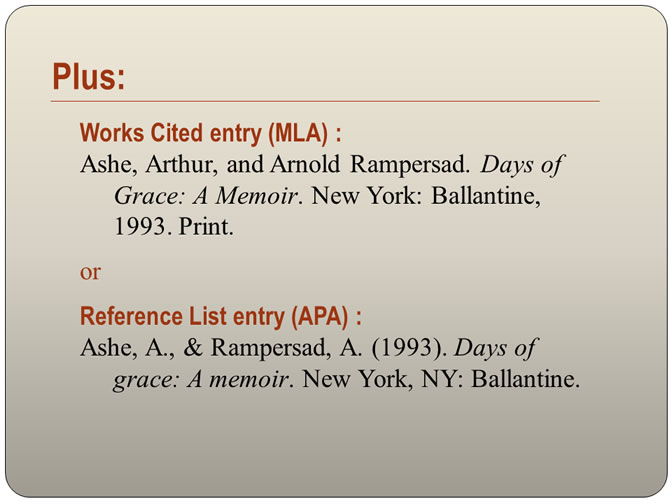 Plus:
Works Cited entry (MLA) :
Ashe, Arthur, and Arnold Rampersad. Days of
Grace: A Memoir. New York: Ballantine,
1993. Print.
or
Reference List entry (APA) :
Ashe, A., & Rampersad, A. (1993). Days of
grace: A memoir. New York, NY: Ballantine.